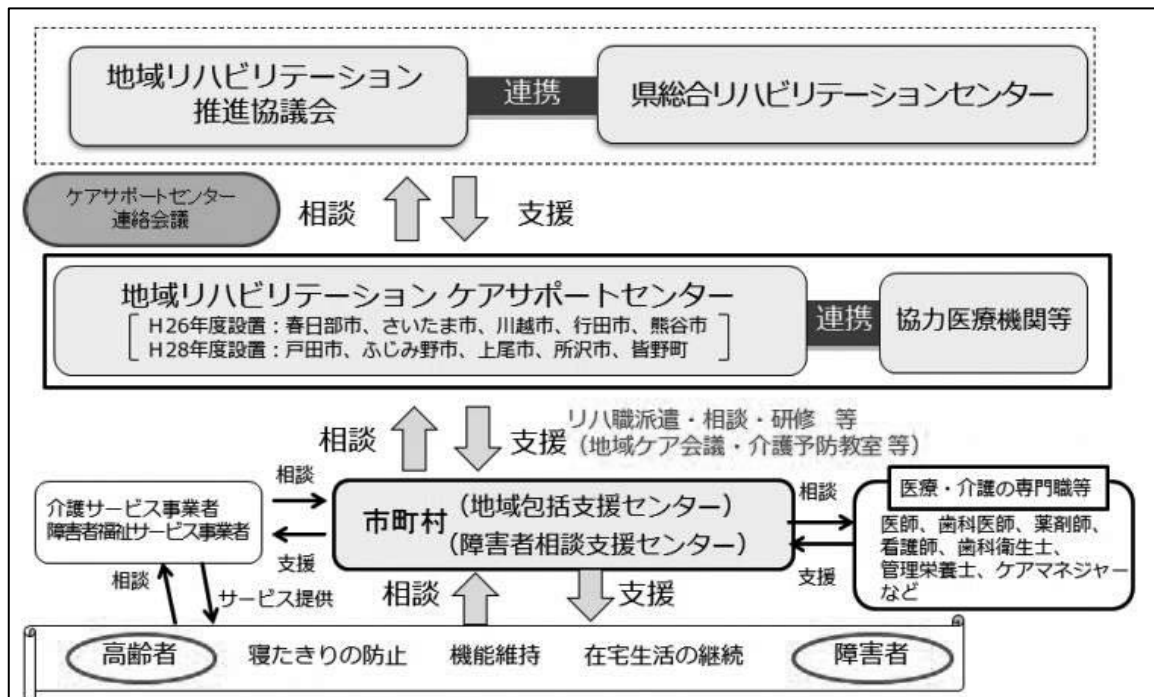 地域リハビリテーション
推進協議会
連携
県総合リハビリテーションセンター
ケアサポートセンター
連絡会議
相談
支援
地域リハビリテーション ケアサポートセンター
H26年度設置：春日部市、さいたま市、川越市、行田市、熊谷市
H28年度設置：戸田市、ふじみ野市、上尾市、所沢市、皆野町
連携
協力医療機関等
相談
支援
リハ職派遣・相談・研修 等
（地域ケア会議・介護予防教室 等）
介護サービス事業者
障害者福祉サービス事業者
相談
支援
市町村
（地域包括支援センター）
（障害者相談支援センター）
相談
支援
医療・介護の専門職等
医師、歯科医師、薬剤師、
看護師、歯科衛生士、
管理栄養士、ケアマネジャー
など
相談
サービス提供
相談
支援
高齢者
寝たきりの防止
機能維持
在宅生活の継続
障害者